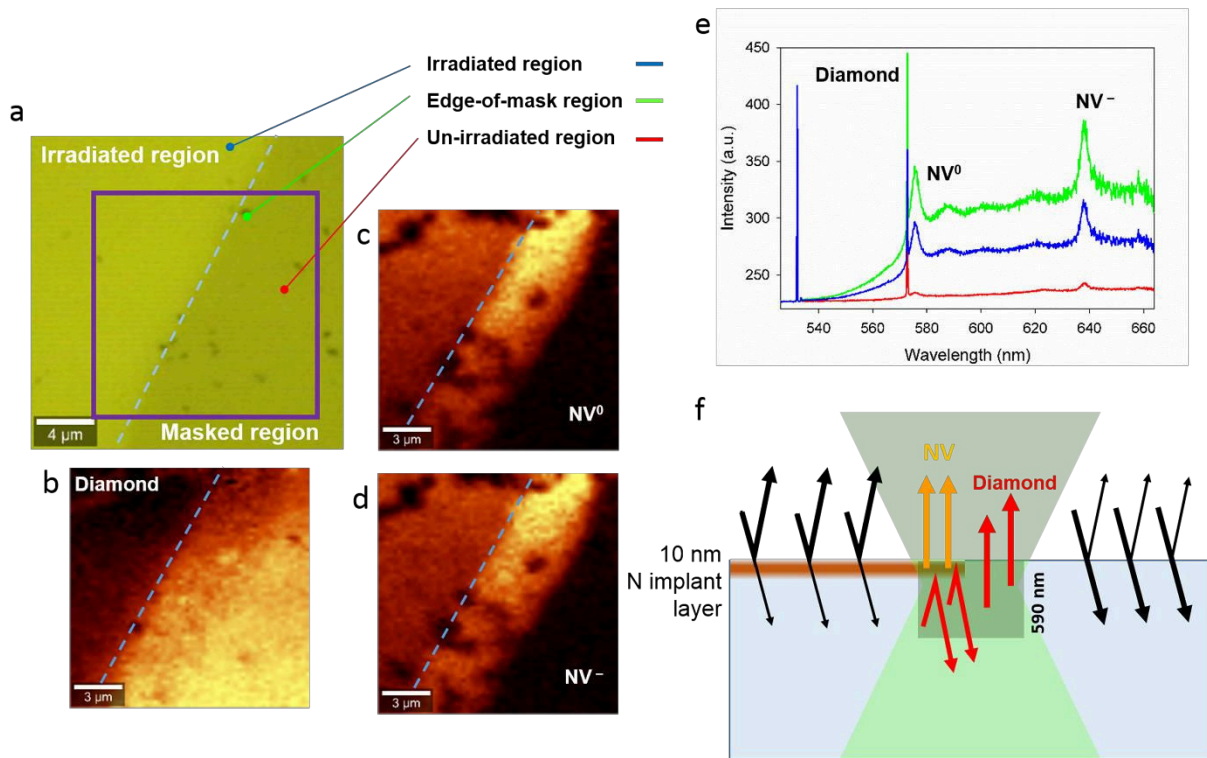 Irradiated region
Edge-of-mask region
Un-irradiated region
a
Irradiated region
4 µm
Masked region
b
Diamond
3 µm
c
3 µm
NV⁰
d
3 µm
NV⁻
e
450
400
350
300
250
Intensity (a.u.)
Diamond
NV⁰
NV⁻
540
560
580
600
620
640
660
Wavelength (nm)
f
NV
Diamond
10 nm
N implant
layer
590 nm